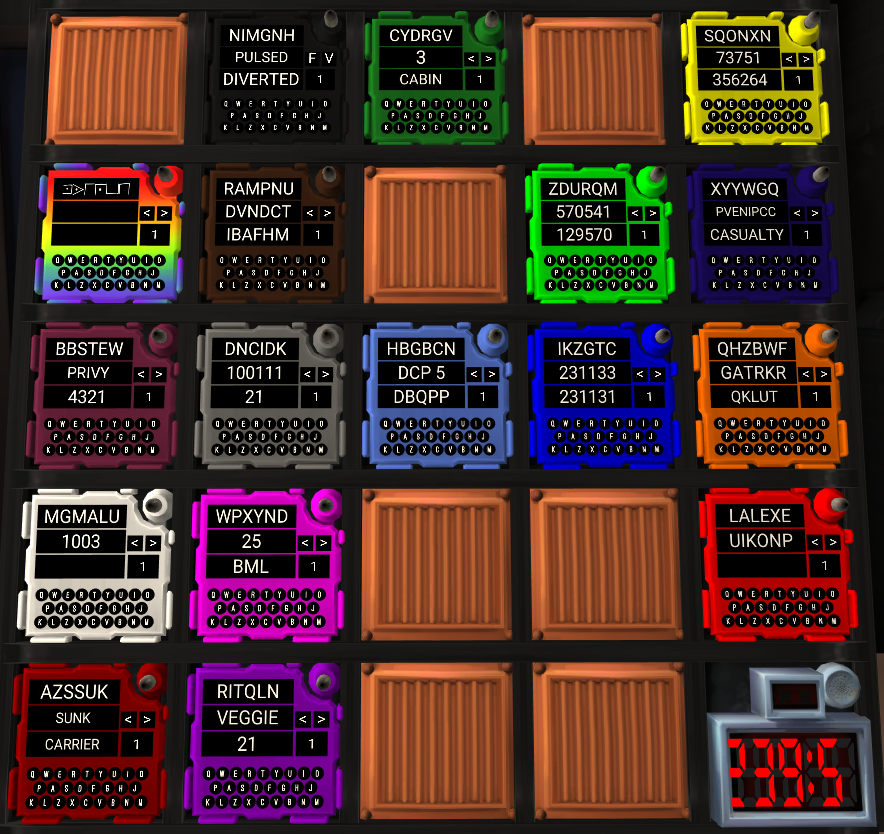 NIMGNH
PULSED F V
DIVERTED 1
Q W E R T Y U I O
P A S D F G H J
K L Z X C V B N M
CYDRGV
3 < >
CABIN 1
Q W E R T Y U I O
P A S D F G H J
K L Z X C V B N M
SQONXN
73751 < >
356264 1
Q W E R T Y U I O
P A S D F G H J
K L Z X C V B N M
< >
1
Q W E R T Y U I O
P A S D F G H J
K L Z X C V B N M
RAMPNU
DVNDCT < >
IBAFHM 1
Q W E R T Y U I O
P A S D F G H J
K L Z X C V B N M
ZDURQM
570541 < >
129570 1
Q W E R T Y U I O
P A S D F G H J
K L Z X C V B N M
XYYWGQ
PVENIPCC < >
CASUALTY 1
Q W E R T Y U I O
P A S D F G H J
K L Z X C V B N M
BBSTEW
PRIVY < >
4321 1
Q W E R T Y U I O
P A S D F G H J
K L Z X C V B N M
DNCIDK
100111 < >
21 1
Q W E R T Y U I O
P A S D F G H J
K L Z X C V B N M
HBGBCN
DCP 5 < >
DBQPP 1
Q W E R T Y U I O
P A S D F G H J
K L Z X C V B N M
IKZGTC
231133 < >
231131 1
Q W E R T Y U I O
P A S D F G H J
K L Z X C V B N M
QHZBWF
GATRKR < >
QKLUT 1
Q W E R T Y U I O
P A S D F G H J
K L Z X C V B N M
MGMALU
1003 < >
1
Q W E R T Y U I O
P A S D F G H J
K L Z X C V B N M
WPXYND
25 < >
BML 1
Q W E R T Y U I O
P A S D F G H J
K L Z X C V B N M
LALEXE
UIKONP < >
1
Q W E R T Y U I O
P A S D F G H J
K L Z X C V B N M
AZSSUK
SUNK < >
CARRIER 1
Q W E R T Y U I O
P A S D F G H J
K L Z X C V B N M
RITQLN
VEGGIE < >
21 1
Q W E R T Y U I O
P A S D F G H J
K L Z X C V B N M